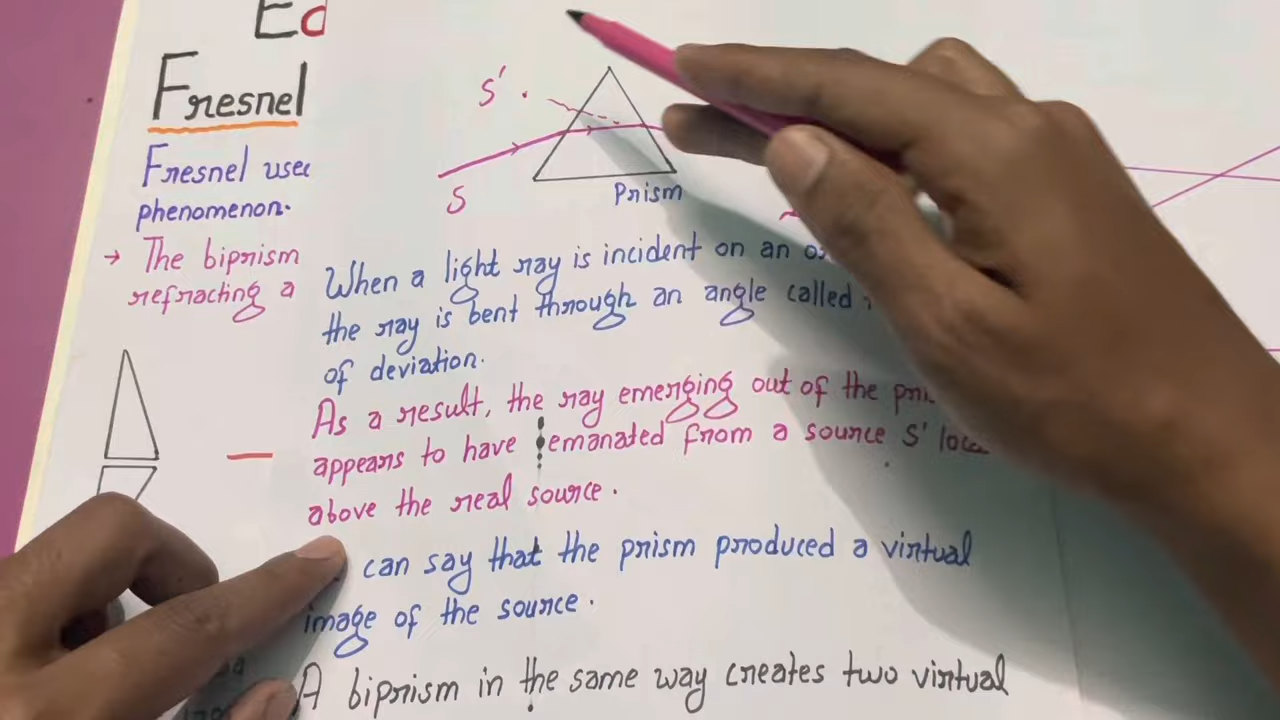 Ed
Fresnel
Fresnel used
phenomenon.
→ The biprism
refracting a
S'
S
Prism
When a light ray is incident on an
the ray is bent through an angle called
of deviation.
As a result, the ray emerging out of the
appears to have emanated from a source S'
above the real source.
can say that the prism produced a virtual
image of the source.
A biprism in the same way creates two virtual